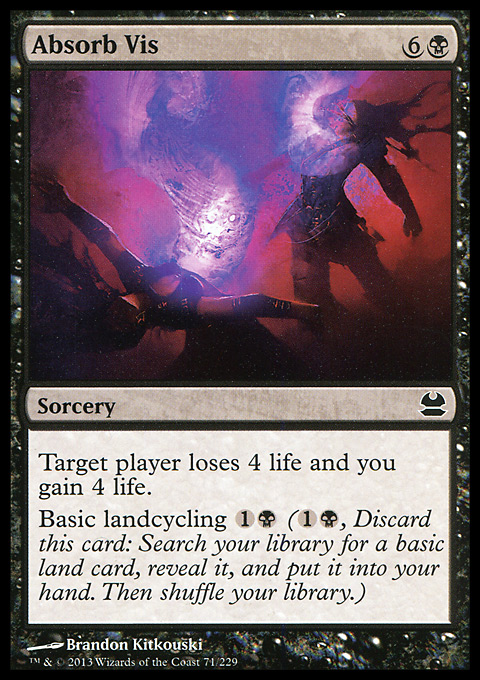 Absorb Vis 6
Sorcery
Target player loses 4 life and you
gain 4 life.
Basic landcycling 1 (1, Discard
this card: Search your library for a basic
land card, reveal it, and put it into your
hand. Then shuffle your library.)
Brandon Kitkouski
™ & © 2013 Wizards of the Coast 71/229